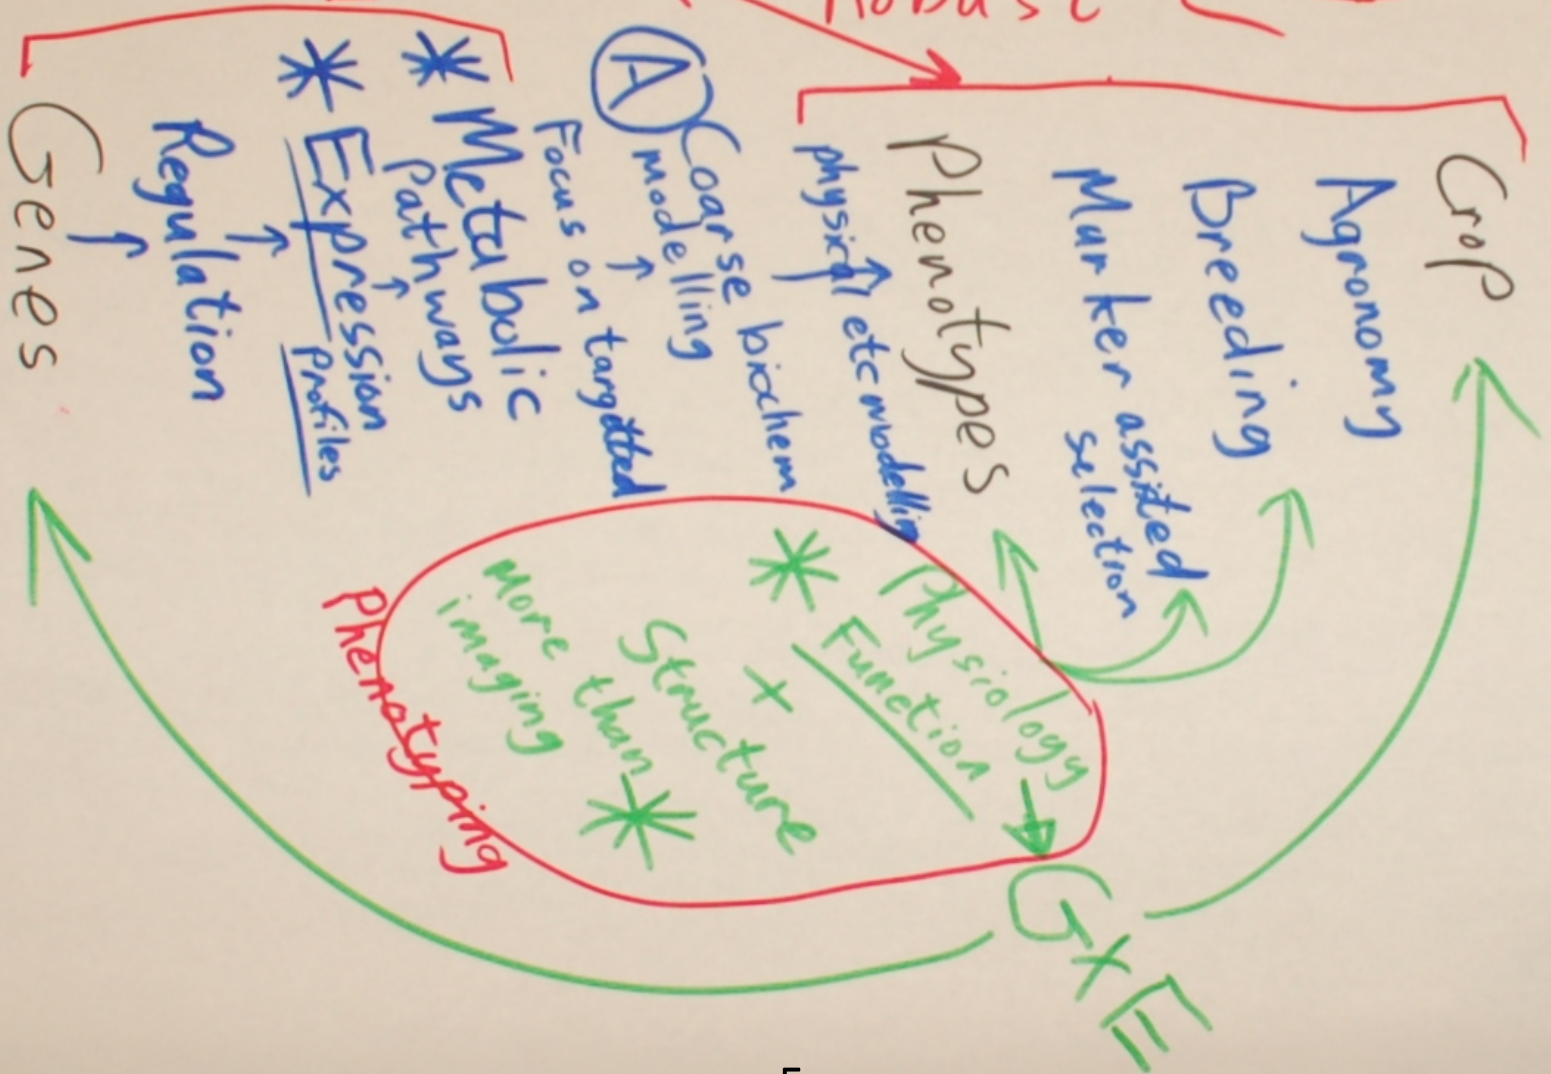 Crop
Agronomy
Breeding
Marker assisted
selection
Phenotypes
physical etc modelling
Coarse biochem
modelling
A
Focus on targetted
* Metabolic
Pathways
* Expression
profiles
Regulation
Genes
GxE
Physiology
* Function
+
Structure
More than *
imaging
Phenotyping